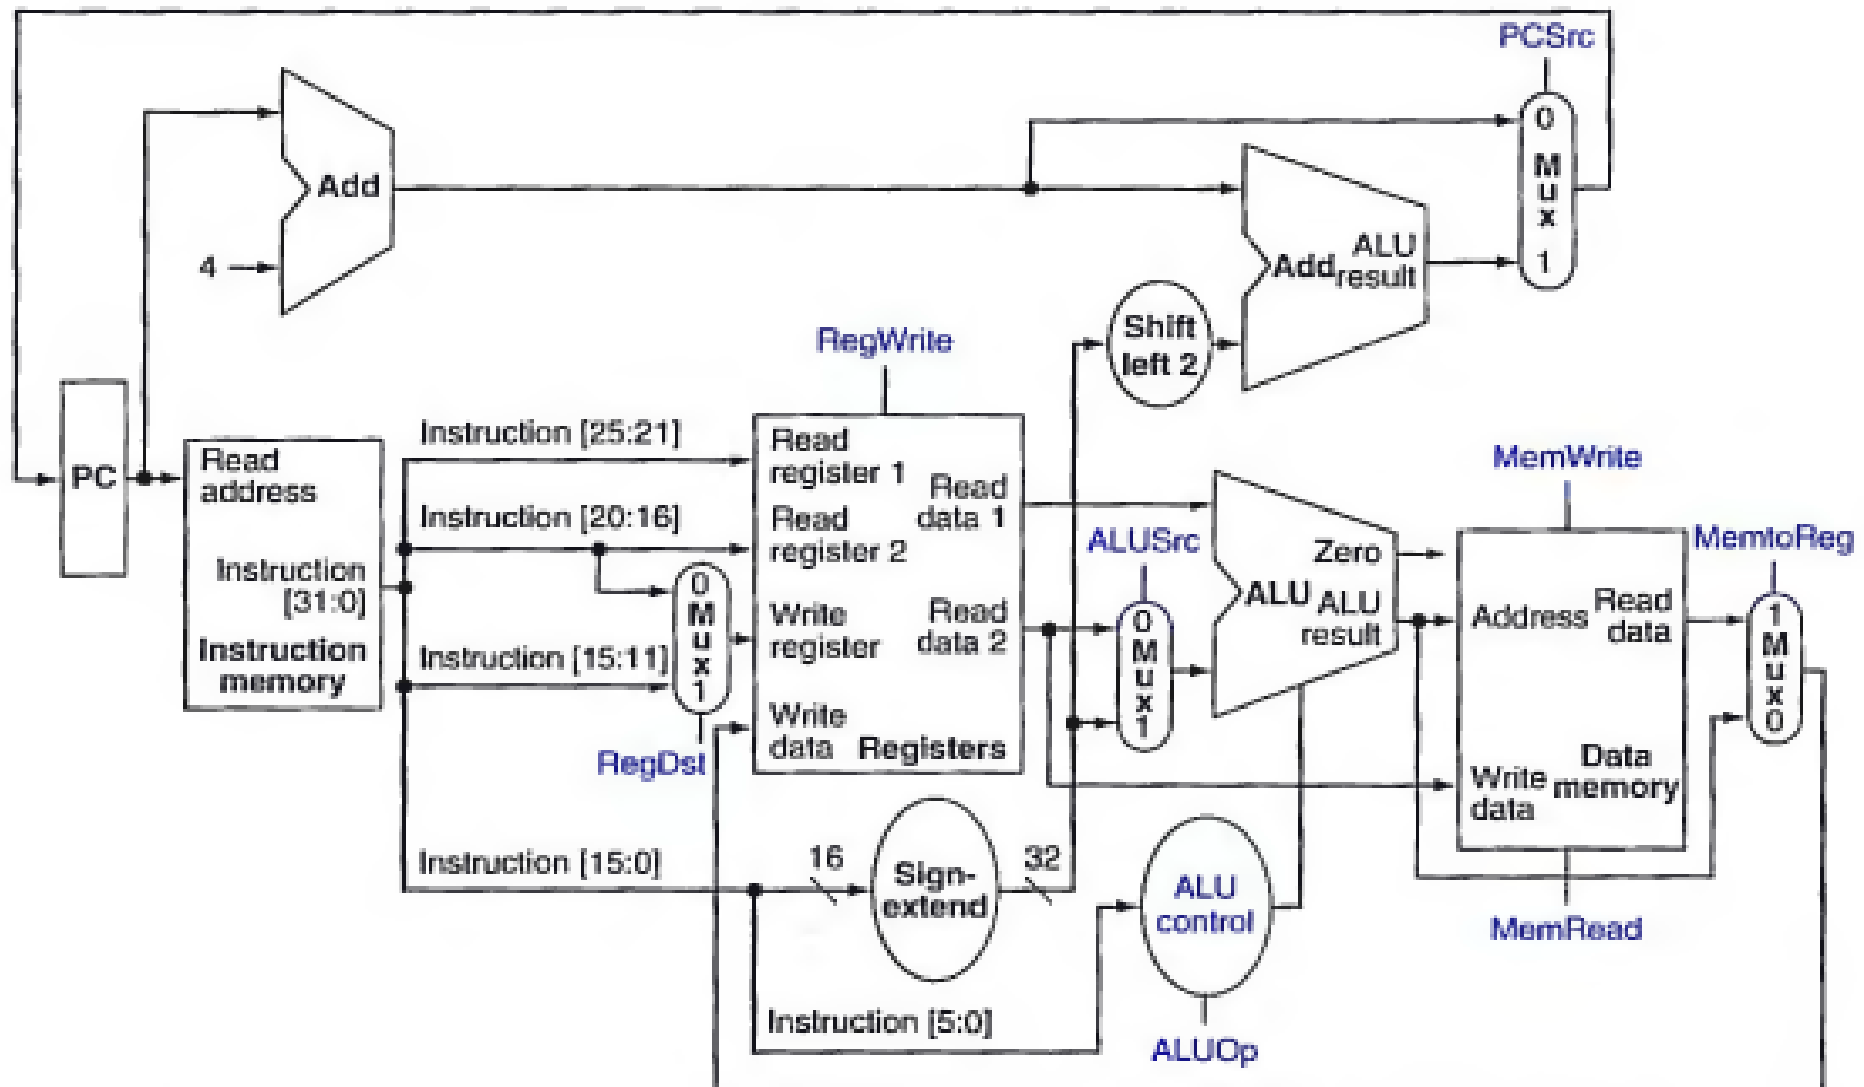 PCSrc
0
M
u
x
1
Add
4
Add
ALU
result
Shift
left 2
RegWrite
PC
Read
address
Instruction
[31:0]
Instruction
memory
Instruction [25:21]
Instruction [20:16]
Instruction [15:11]
0
M
u
x
1
RegDst
Read
register 1
Read
register 2
Write
register
Write
data
Read
data 1
Read
data 2
Registers
ALUSrc
0
M
u
x
1
Zero
ALU
ALU
result
MemWrite
Address
Read
data
Write
data
Data
memory
MemRead
MemtoReg
1
M
u
x
0
Instruction [15:0]
16
Sign-
extend
32
ALU
control
Instruction [5:0]
ALUOp